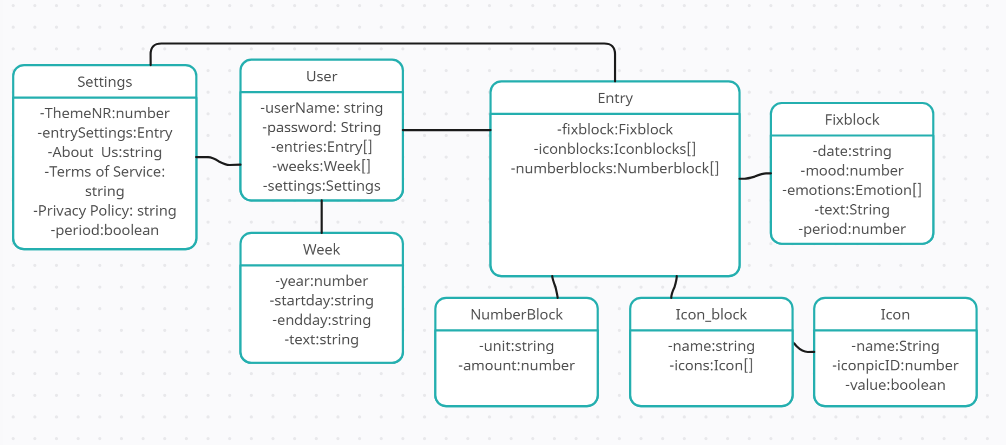 Settings
-ThemeNR:number
-entrySettings:Entry
-About  Us:string
-Terms of Service:
string
-Privacy Policy: string
-period:boolean
User
-userName: string
-password: String
-entries:Entry[]
-weeks:Week[]
-settings:Settings
Week
-year:number
-startday:string
-endday:string
-text:string
Entry
-fixblock:Fixblock
-iconblocks:Iconblocks[]
-numberblocks:Numberblock[]
Fixblock
-date:string
-mood:number
-emotions:Emotion[]
-text:String
-period:number
NumberBlock
-unit:string
-amount:number
Icon_block
-name:string
-icons:Icon[]
Icon
-name:String
-iconpicID:number
-value:boolean